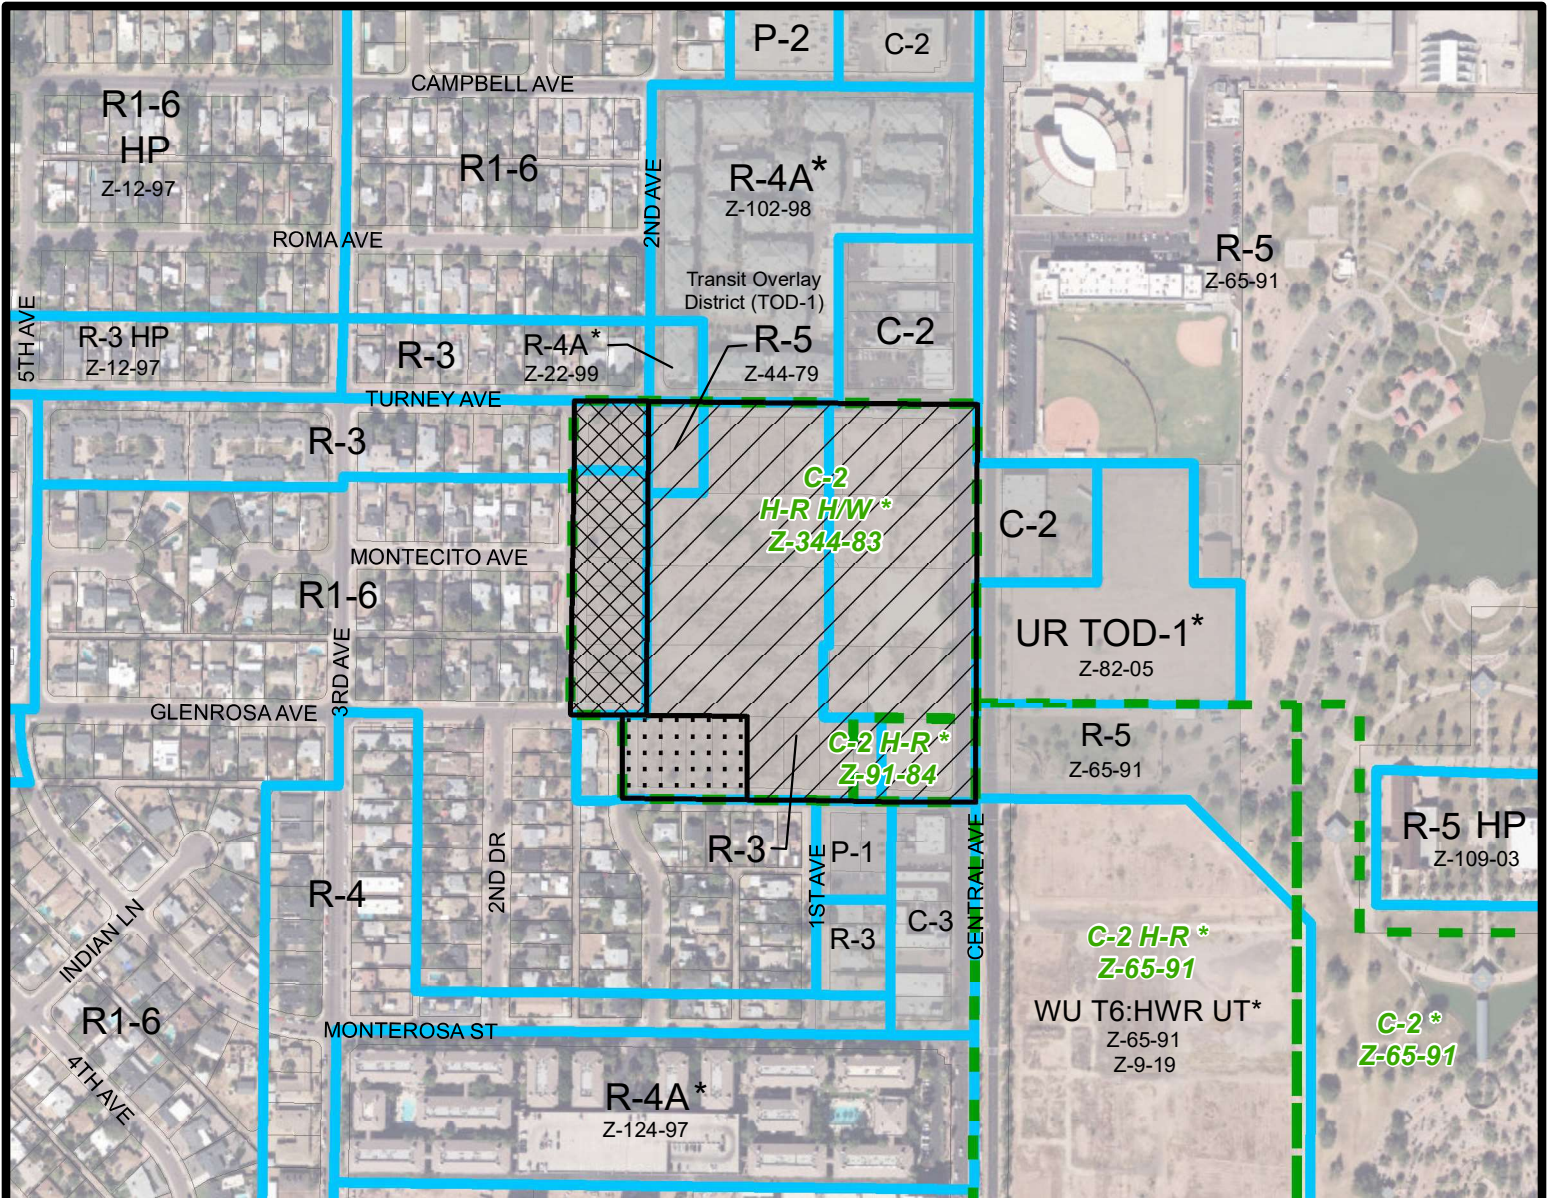 P-2
C-2
CAMPBELL AVE
R1-6
HP
Z-12-97
R1-6
2ND AVE
R-4A*
Z-102-98
ROMA AVE
R-5
Z-65-91
Transit Overlay
District (TOD-1)
5TH AVE
R-3 HP
Z-12-97
R-3
R-4A*
Z-22-99
R-5
Z-44-79
C-2
TURNEY AVE
R-3
C-2
H-R H/W *
Z-344-83
C-2
MONTECITO AVE
R1-6
UR TOD-1*
Z-82-05
3RD AVE
GLENROSA AVE
C-2 H-R *
Z-91-84
R-5
Z-65-91
R-3
P-1
R-5 HP
Z-109-03
2ND DR
1ST AVE
CENTRAL AVE
R-4
R-3
C-3
INDIAN LN
C-2 H-R *
Z-65-91
WU T6:HWR UT*
Z-65-91
Z-9-19
C-2 *
Z-65-91
R1-6
MONTEROSA ST
4TH AVE
R-4A *
Z-124-97